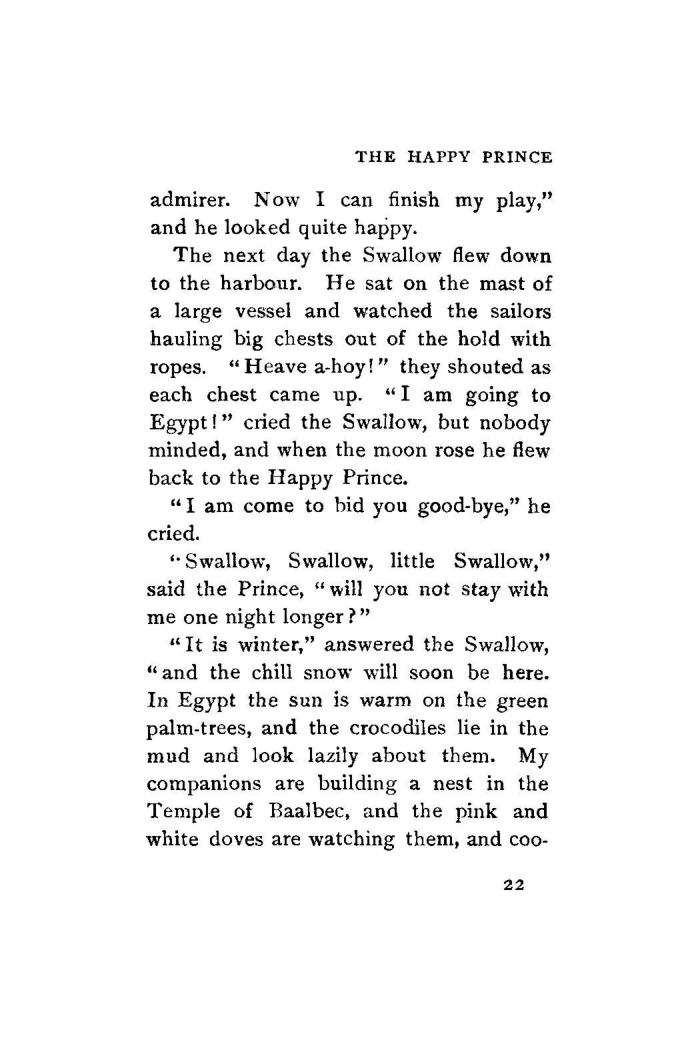 THE HAPPY PRINCE
admirer. Now I can finish my play,”
and he looked quite happy.
The next day the Swallow flew down
to the harbour. He sat on the mast of
a large vessel and watched the sailors
hauling big chests out of the hold with
ropes. “Heave a-hoy!” they shouted as
each chest came up. “I am going to
Egypt!” cried the Swallow, but nobody
minded, and when the moon rose he flew
back to the Happy Prince.
“I am come to bid you good-bye,” he
cried.
“Swallow, Swallow, little Swallow,”
said the Prince, “will you not stay with
me one night longer?”
“It is winter,” answered the Swallow,
“and the chill snow will soon be here.
In Egypt the sun is warm on the green
palm-trees, and the crocodiles lie in the
mud and look lazily about them. My
companions are building a nest in the
Temple of Baalbec, and the pink and
white doves are watching them, and coo-
22